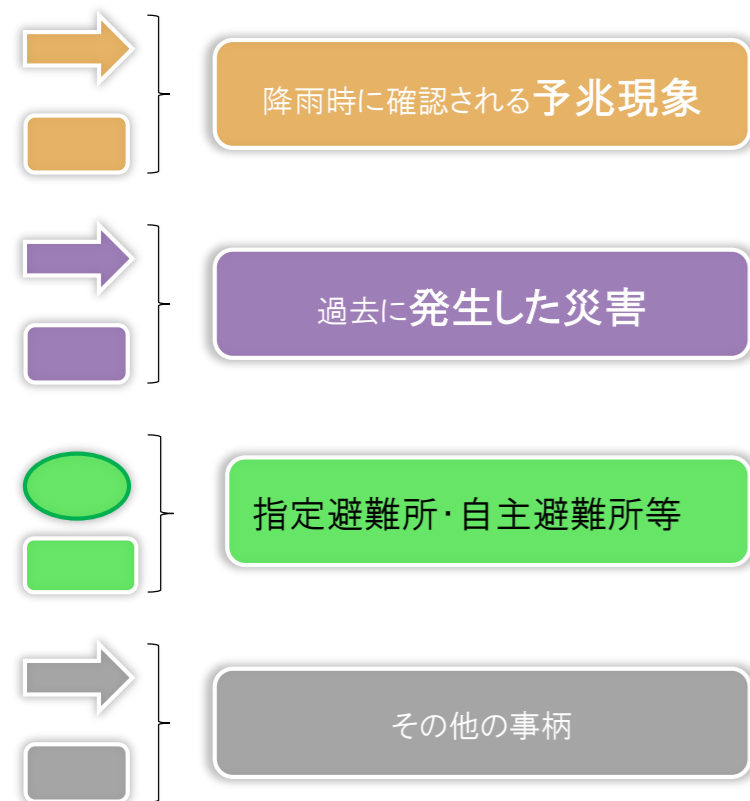 降雨時に確認される予兆現象
過去に発生した災害
指定避難所・自主避難所等
その他の事柄